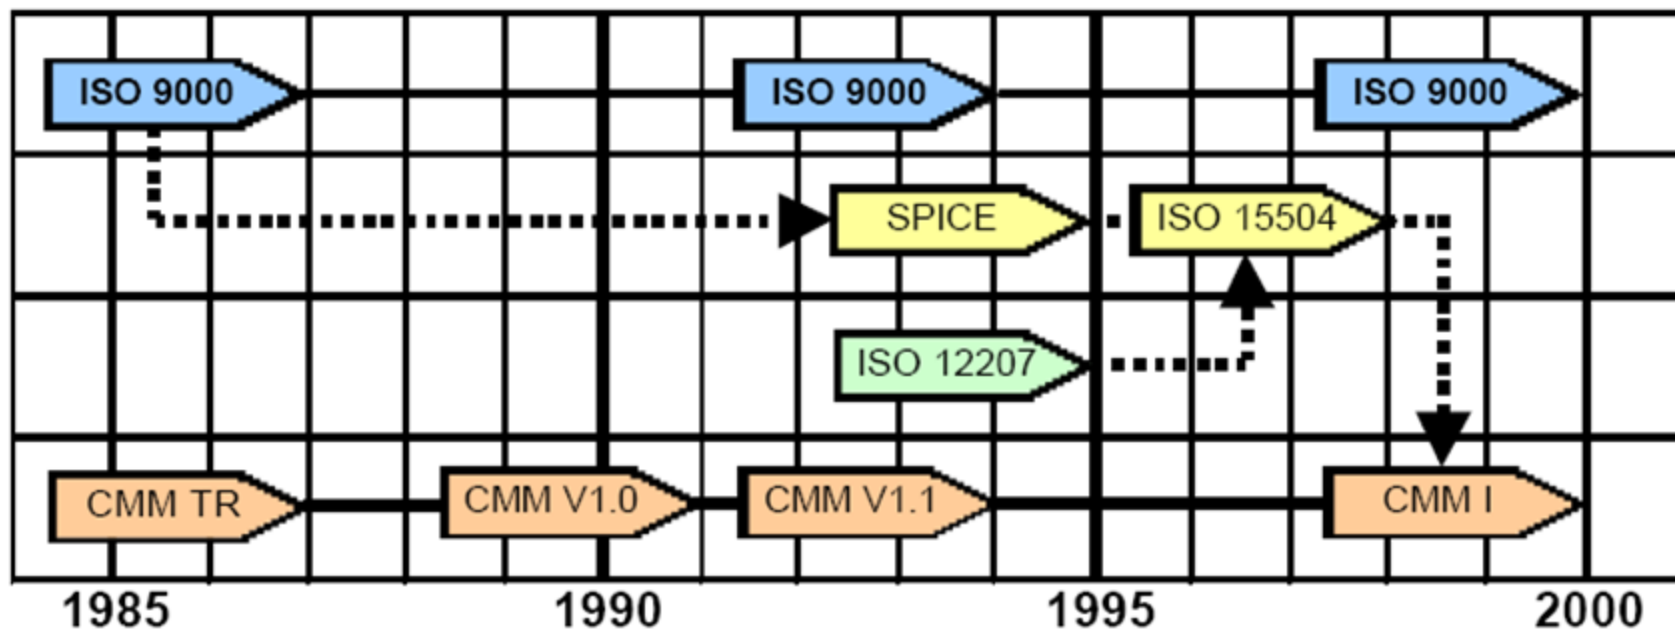 ISO 9000
ISO 9000
ISO 9000
SPICE
ISO 15504
ISO 12207
CMM TR
CMM V1.0
CMM V1.1
CMM I
1985
1990
1995
2000